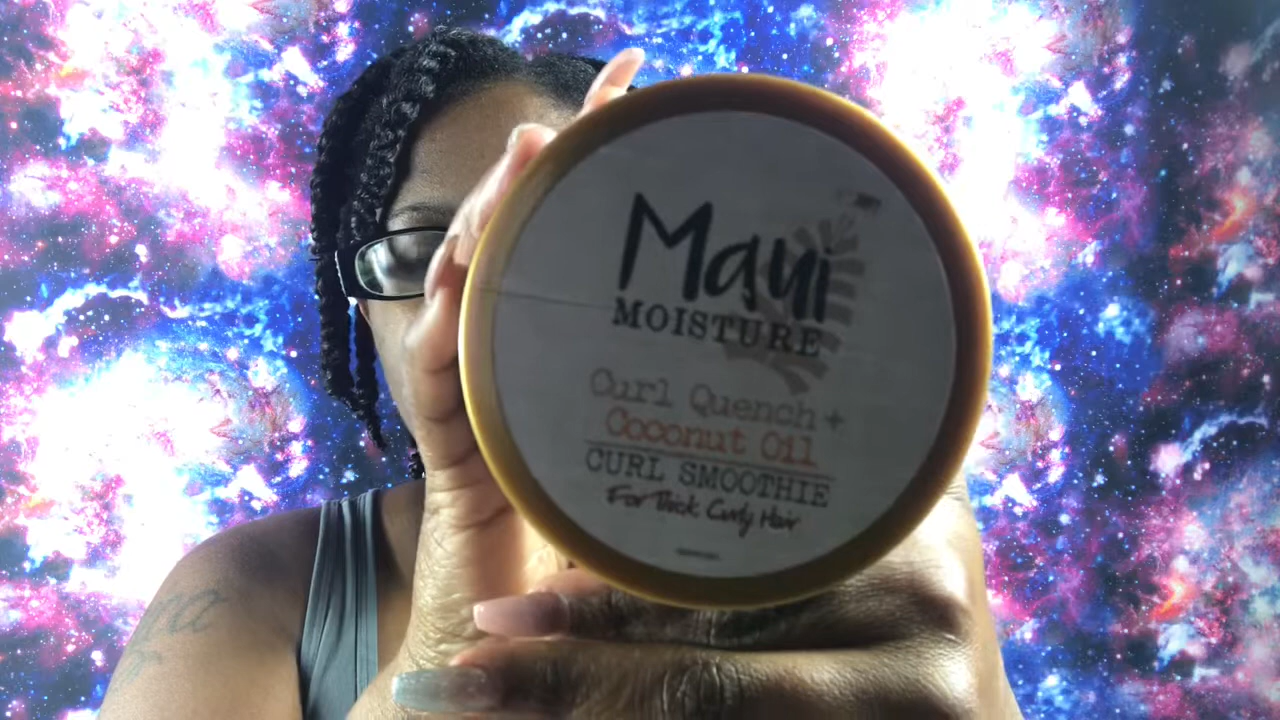 Maui
MOISTURE
Curl Quench +
Coconut Oil
CURL SMOOTHIE
For Thick Curly Hair